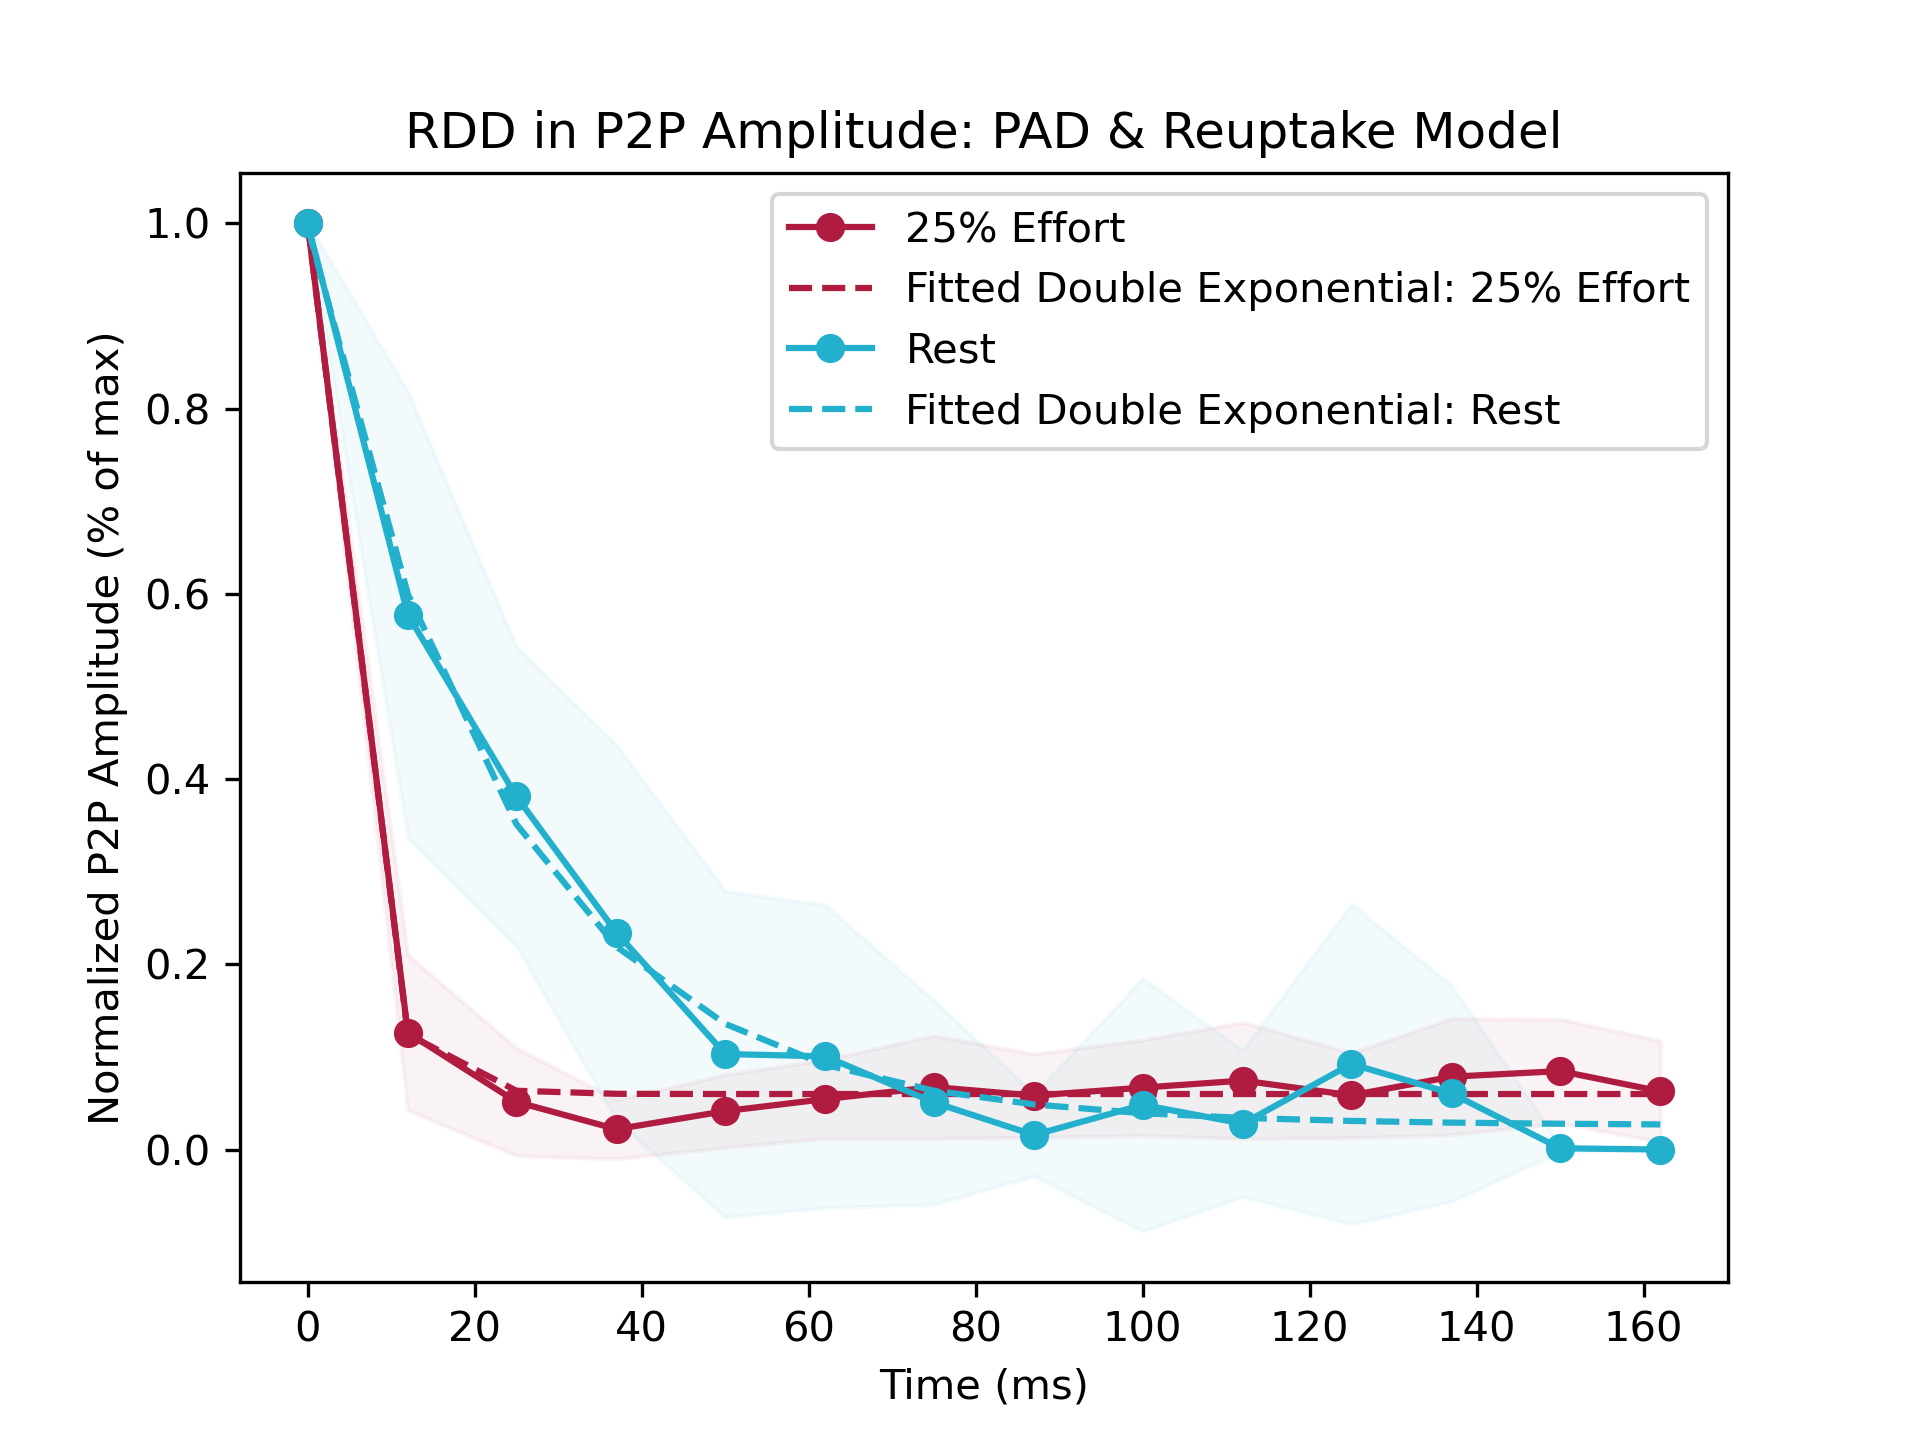 RDD in P2P Amplitude: PAD & Reuptake Model
25% Effort
Fitted Double Exponential: 25% Effort
Rest
Fitted Double Exponential: Rest
Normalized P2P Amplitude (% of max)
1.0
0.8
0.6
0.4
0.2
0.0
0 20 40 60 80 100 120 140 160
Time (ms)